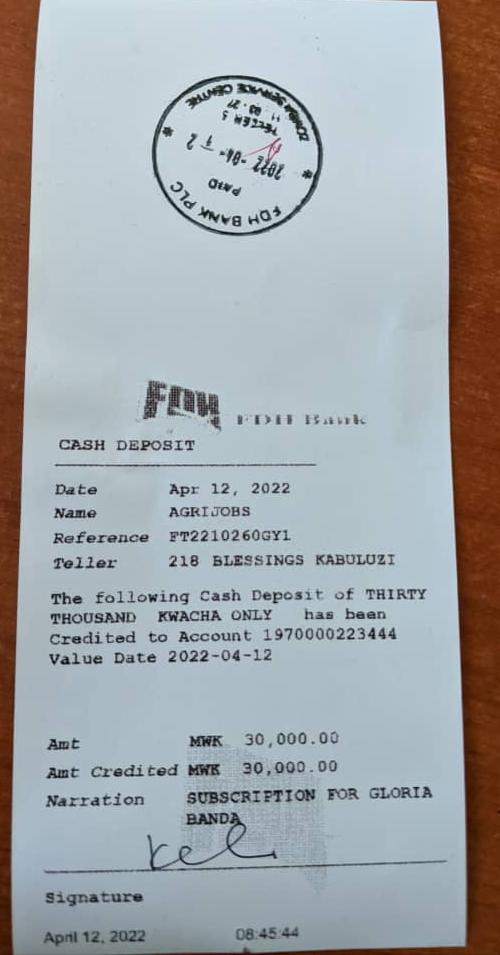 FDH BANK PLC
PAID
2022-04-12
TELLER 5
ZOMBA SERVICE CENTRE
FDH FDH Bank
CASH DEPOSIT
Date Apr 12, 2022
Name AGRIJOBS
Reference FT2210260GY1
Teller 218 BLESSINGS KABULUZI
The following Cash Deposit of THIRTY
THOUSAND KWACHA ONLY has been
Credited to Account 1970000223444
Value Date 2022-04-12
Amt MWK 30,000.00
Amt Credited MWK 30,000.00
Narration SUBSCRIPTION FOR GLORIA
BANDA
Signature
April 12, 2022 08:45:44